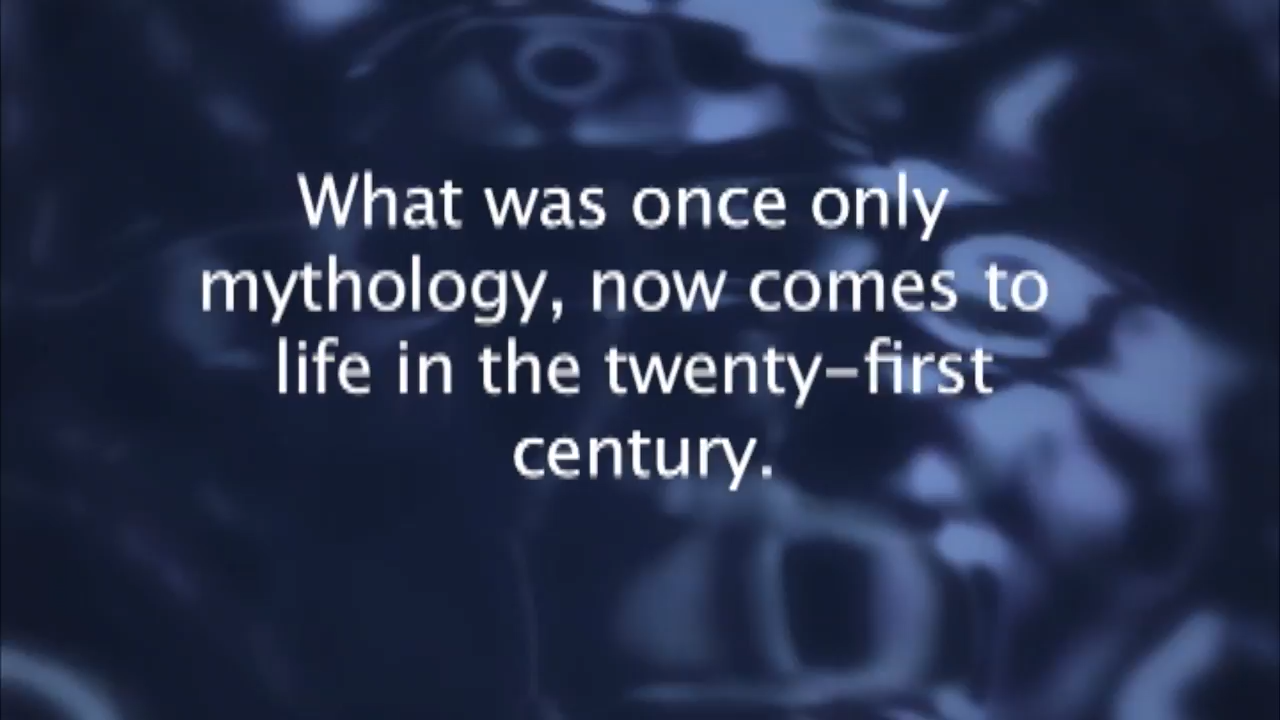 What was once only
mythology, now comes to
life in the twenty-first
century.